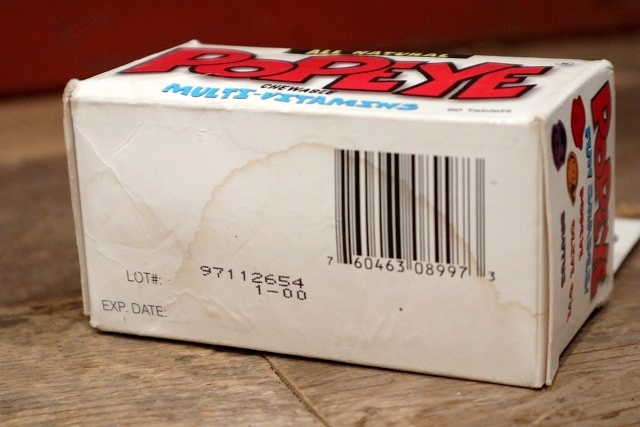 ALL NATURAL
POPEYE
CHEWABLE
MULTI-VITAMINS
LOT#: 97112654
EXP. DATE: 1-00
7 60463 08997 3
POPEYE